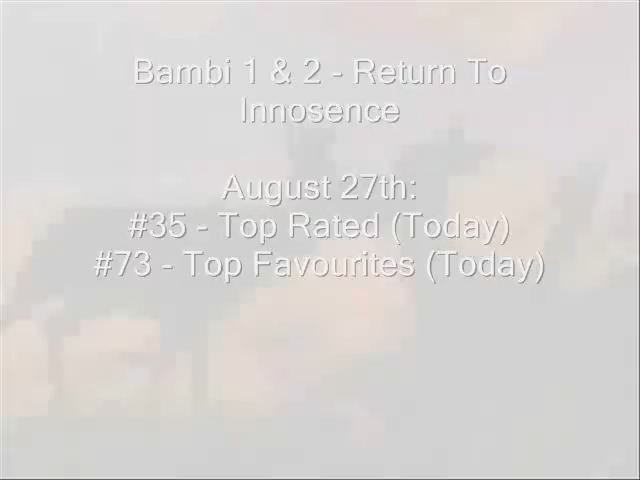 Bambi 1 & 2 - Return To
Innosence
August 27th:
#35 - Top Rated (Today)
#73 - Top Favourites (Today)